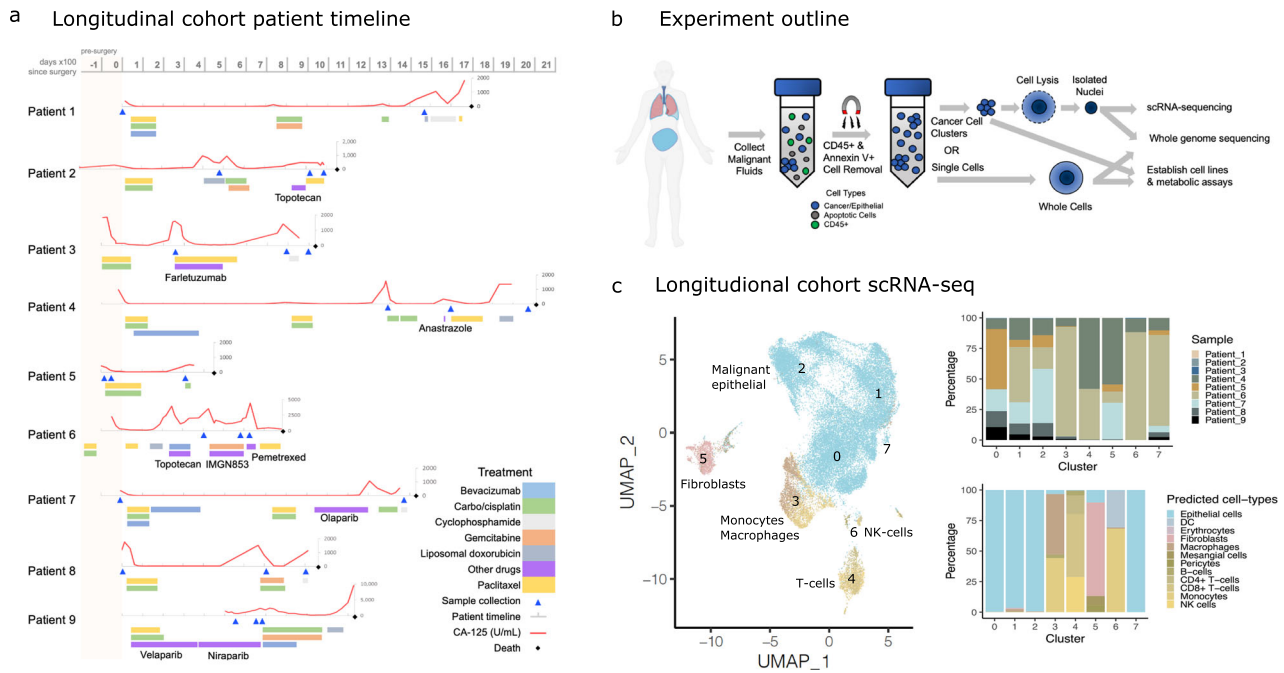 a
Longitudinal cohort patient timeline
pre-surgery
days x100
since surgery
-1 0 1 2 3 4 5 6 7 8 9 10 11 12 13 14 15 16 17 18 19 20 21
2000
1000
0
Patient 1
2,000
1,000
0
Patient 2
Topotecan
2000
1000
0
Patient 3
Farletuzumab
2000
1000
0
Patient 4
Anastrazole
2000
1000
0
Patient 5
5000
2500
0
Patient 6
Topotecan IMGN853 Pemetrexed
2000
1000
0
Patient 7
Olaparib
2000
1000
0
Patient 8
10,000
5,000
0
Patient 9
Velaparib Niraparib
Treatment
Bevacizumab
Carbo/cisplatin
Cyclophosphamide
Gemcitabine
Liposomal doxorubicin
Other drugs
Paclitaxel
Sample collection
Patient timeline
CA-125 (U/mL)
Death
b
Experiment outline
Collect
Malignant
Fluids
CD45+ &
Annexin V+
Cell Removal
Cell Types
Cancer/Epithelial
Apoptotic Cells
CD45+
Cancer Cell
Clusters
OR
Single Cells
Cell Lysis
Isolated
Nuclei
Whole Cells
scRNA-sequencing
Whole genome sequencing
Establish cell lines
& metabolic assays
c
Longitudional cohort scRNA-seq
UMAP_2
5
0
−5
−10
−10 −5 0 5
UMAP_1
Malignant
epithelial
2
1
0
7
5
Fibroblasts
3
Monocytes
Macrophages
6 NK-cells
T-cells
4
Percentage
100
75
50
25
0
0 1 2 3 4 5 6 7
Cluster
Sample
Patient_1
Patient_2
Patient_3
Patient_4
Patient_5
Patient_6
Patient_7
Patient_8
Patient_9
Percentage
100
75
50
25
0
0 1 2 3 4 5 6 7
Cluster
Predicted cell-types
Epithelial cells
DC
Erythrocytes
Fibroblasts
Macrophages
Mesangial cells
Pericytes
B-cells
CD4+ T-cells
CD8+ T-cells
Monocytes
NK cells